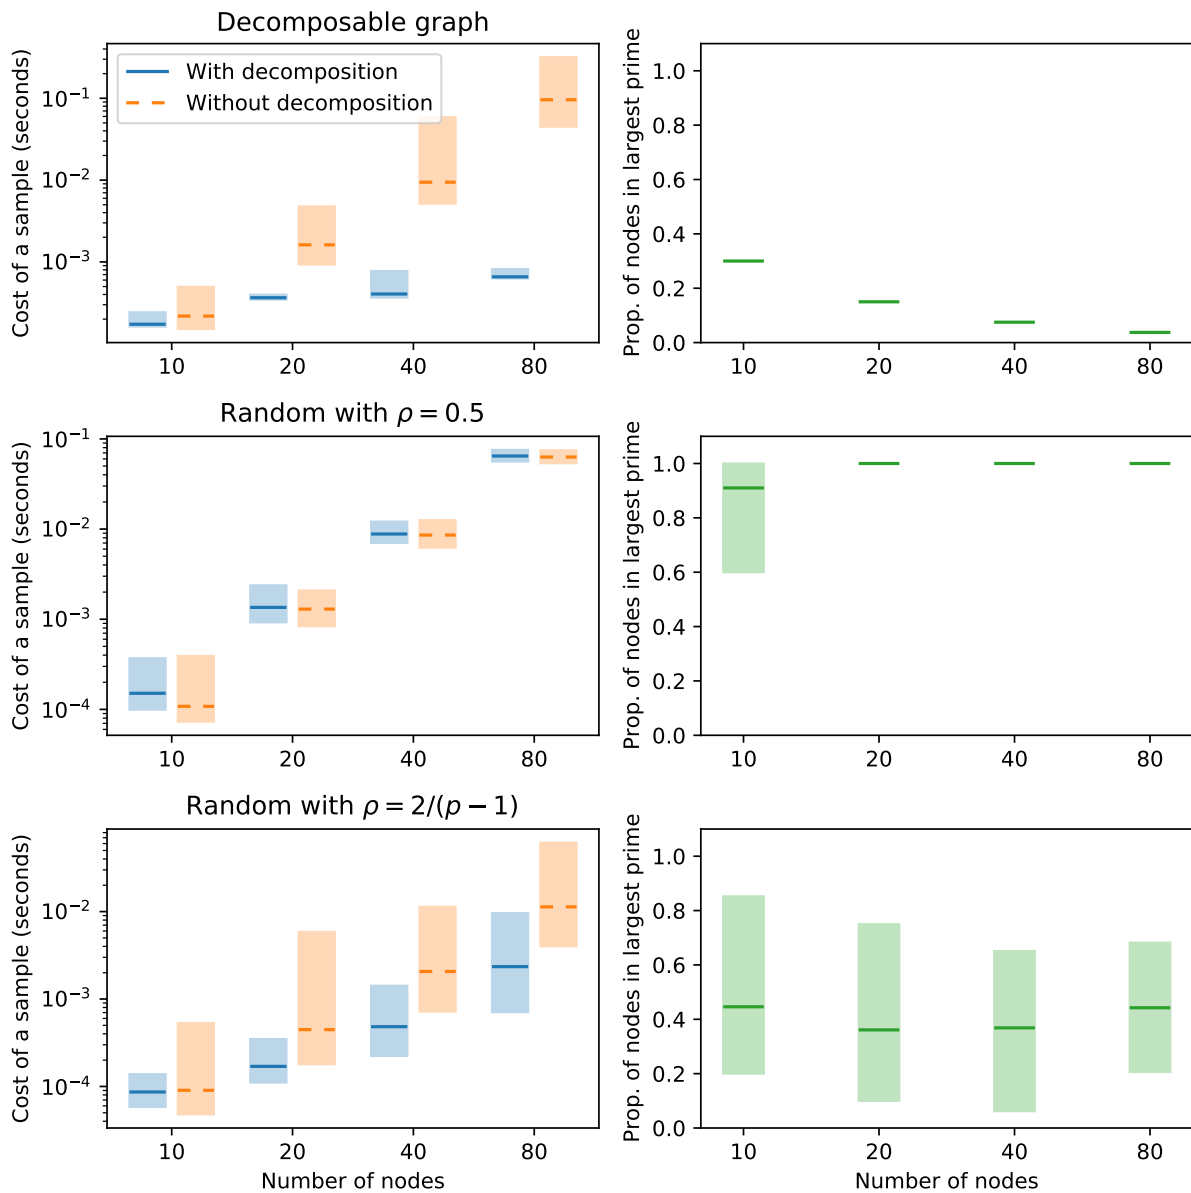 Decomposable graph
Cost of a sample (seconds)
With decomposition
Without decomposition
10⁻¹
10⁻²
10⁻³
10 20 40 80
Prop. of nodes in largest prime
1.0
0.8
0.6
0.4
0.2
0.0
10 20 40 80
Random with ρ = 0.5
Cost of a sample (seconds)
10⁻¹
10⁻²
10⁻³
10⁻⁴
10 20 40 80
Prop. of nodes in largest prime
1.0
0.8
0.6
0.4
0.2
0.0
10 20 40 80
Random with ρ = 2/(p − 1)
Cost of a sample (seconds)
10⁻²
10⁻³
10⁻⁴
10 20 40 80
Number of nodes
Prop. of nodes in largest prime
1.0
0.8
0.6
0.4
0.2
0.0
10 20 40 80
Number of nodes